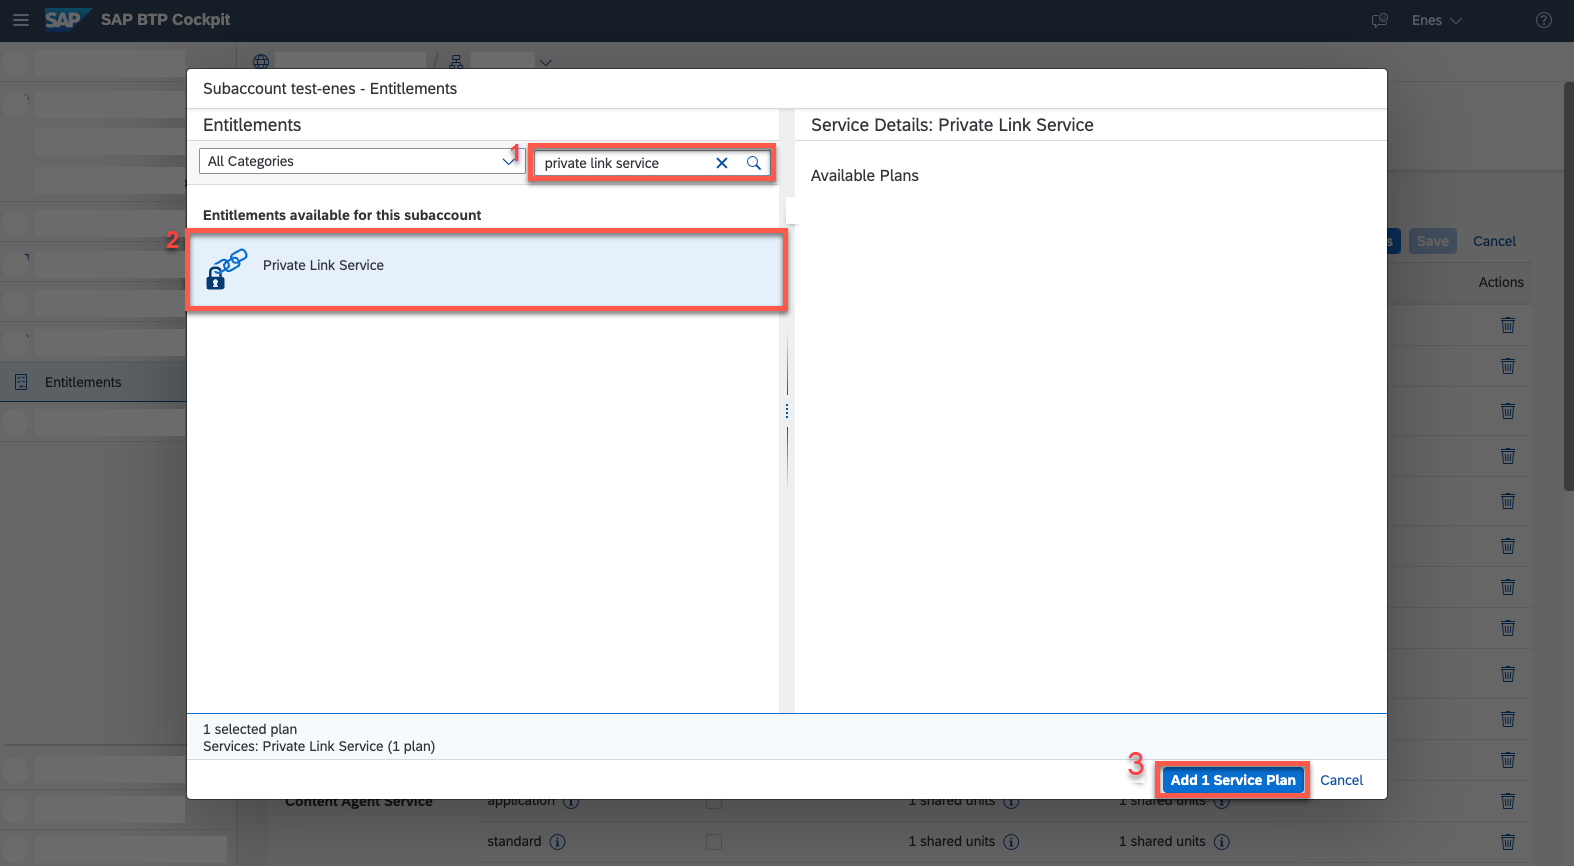 SAP SAP BTP Cockpit
Enes
Subaccount test-enes - Entitlements
Entitlements
Service Details: Private Link Service
All Categories
1
private link service
Available Plans
Entitlements available for this subaccount
2
Private Link Service
s Save Cancel
Actions
Entitlements
1 selected plan
Services: Private Link Service (1 plan)
3
Add 1 Service Plan Cancel
Content Agent Service application 1 shared units 1 shared units
standard 1 shared units 1 shared units